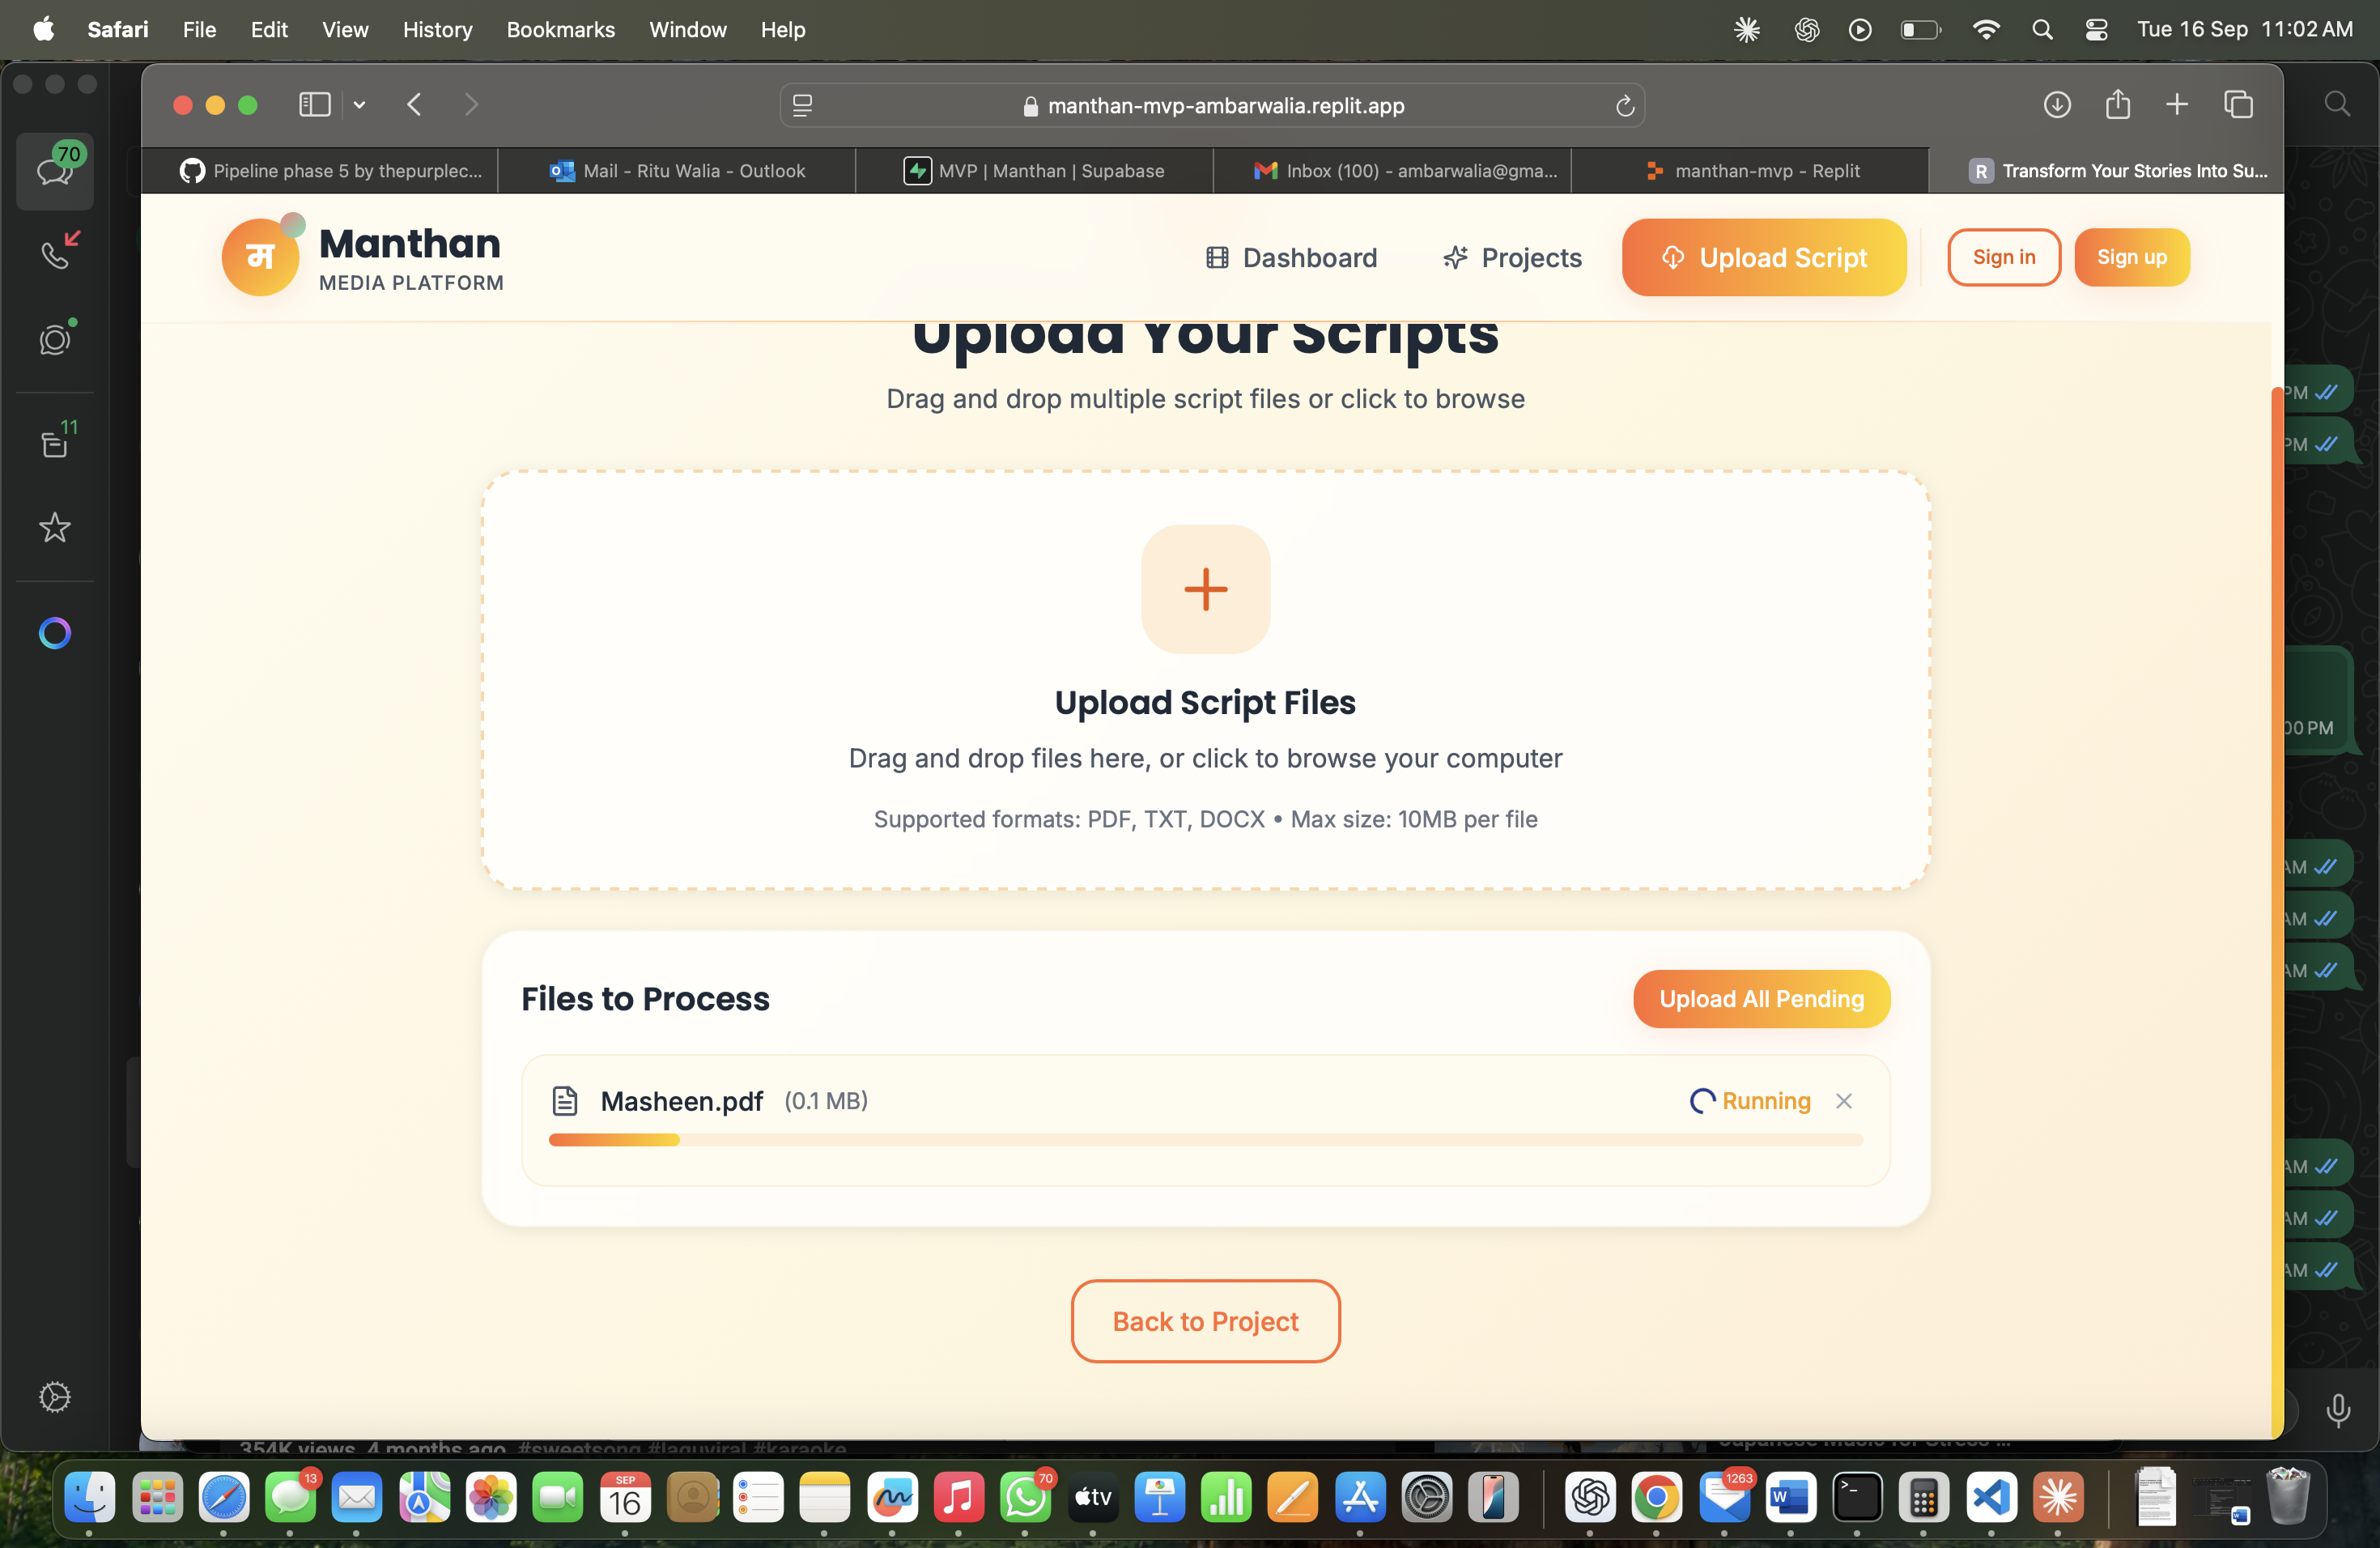 Safari File Edit View History Bookmarks Window Help Tue 16 Sep 11:02 AM
manthan-mvp-ambarwalia.replit.app
Pipeline phase 5 by thepurplec... Mail - Ritu Walia - Outlook MVP | Manthan | Supabase Inbox (100) - ambarwalia@gma... manthan-mvp - Replit R Transform Your Stories Into Su...
70
11
म
Manthan
MEDIA PLATFORM
Dashboard Projects Upload Script Sign in Sign up
Upload Your Scripts
Drag and drop multiple script files or click to browse
Upload Script Files
Drag and drop files here, or click to browse your computer
Supported formats: PDF, TXT, DOCX • Max size: 10MB per file
Files to Process Upload All Pending
Masheen.pdf (0.1 MB) Running
Back to Project
PM
PM
00 PM
AM
AM
AM
AM
AM
AM
354K views 4 months ago #sweetsong #laguviral #karaoke
Japanese Music for Stress ...
13 SEP 16 70 tv 1263 W >_